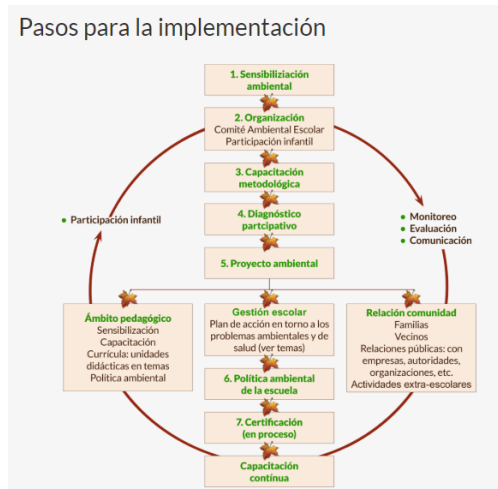 Pasos para la implementación
1. Sensibiliziación
ambiental
2. Organización
Comité Ambiental Escolar
Participación infantil
3. Capacitación
metodológica
4. Diagnóstico
partcipativo
5. Proyecto ambiental
Participación infantil
Monitoreo
Evaluación
Comunicación
Ámbito pedagógico
Sensibilización
Capacitación
Currícula: unidades
didácticas en temas
Política ambiental
Gestión escolar
Plan de acción en torno a los
problemas ambientales y de
salud (ver temas)
Relación comunidad
Familias
Vecinos
Relaciones públicas: con
empresas, autoridades,
organizaciones, etc.
Actividades extra-escolares
6. Política ambiental
de la escuela
7. Certificación
(en proceso)
Capacitación
contínua